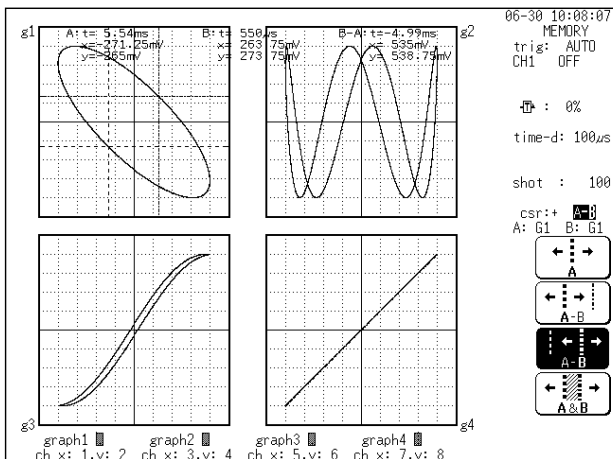 g1
g2
A:t= 5.54ms B:t= 550µs B-A:t=-4.99ms
x=-271.25mV x= 263 75mV x= 535mV
y=-265mV y= 273 75mV y= 538.75mV
06-30 10:08:07
MEMORY
trig: AUTO
CH1 OFF
T : 0%
time-d: 100µs
shot : 100
csr:+ A-B
A: G1 B: G1
A
A-B
A-B
A&B
g3
g4
graph1 graph2 graph3 graph4
ch x: 1,y: 2 ch x: 3,y: 4 ch x: 5,y: 6 ch x: 7,y: 8